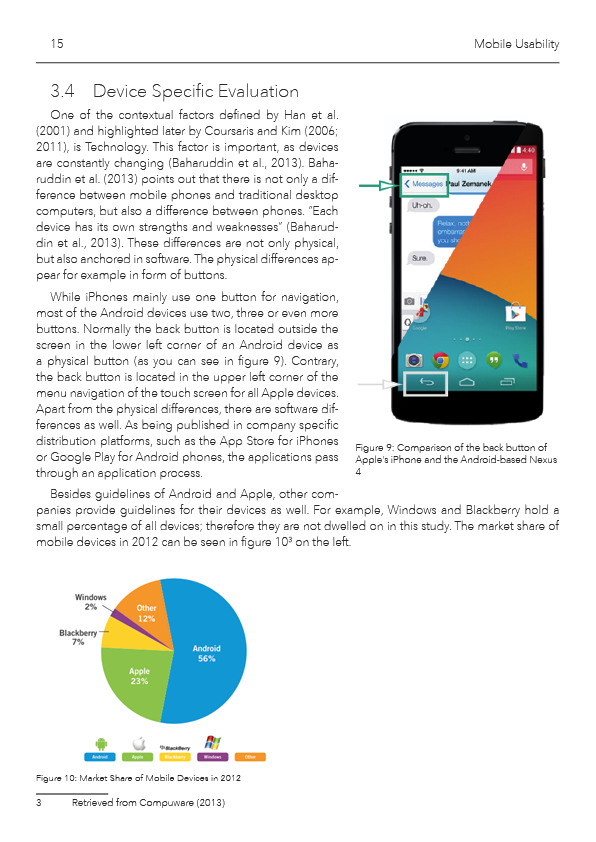 15
Mobile Usability
3.4 Device Specific Evaluation
One of the contextual factors defined by Han et al.
(2001) and highlighted later by Coursaris and Kim (2006;
2011), is Technology. This factor is important, as devices
are constantly changing (Baharuddin et al., 2013). Baha-
ruddin et al. (2013) points out that there is not only a dif-
ference between mobile phones and traditional desktop
computers, but also a difference between phones. “Each
device has its own strengths and weaknesses” (Baharud-
din et al., 2013). These differences are not only physical,
but also anchored in software. The physical differences ap-
pear for example in form of buttons.
While iPhones mainly use one button for navigation,
most of the Android devices use two, three or even more
buttons. Normally the back button is located outside the
screen in the lower left corner of an Android device as
a physical button (as you can see in figure 9). Contrary,
the back button is located in the upper left corner of the
menu navigation of the touch screen for all Apple devices.
Apart from the physical differences, there are software dif-
ferences as well. As being published in company specific
distribution platforms, such as the App Store for iPhones
or Google Play for Android phones, the applications pass
through an application process.
4:40
9:41 AM
Messages Paul Zemanek
Uh-oh.
Relax, noth
embarras
you sho
Sure.
Google
Play Store
Figure 9: Comparison of the back button of
Apple's iPhone and the Android-based Nexus
4
Besides guidelines of Android and Apple, other com-
panies provide guidelines for their devices as well. For example, Windows and Blackberry hold a
small percentage of all devices; therefore they are not dwelled on in this study. The market share of
mobile devices in 2012 can be seen in figure 10³ on the left.
Windows
2%
Other
12%
Blackberry
7%
Android
56%
Apple
23%
BlackBerry
Android
Apple
Blackberry
Windows
Other
Figure 10: Market Share of Mobile Devices in 2012
3 Retrieved from Compuware (2013)